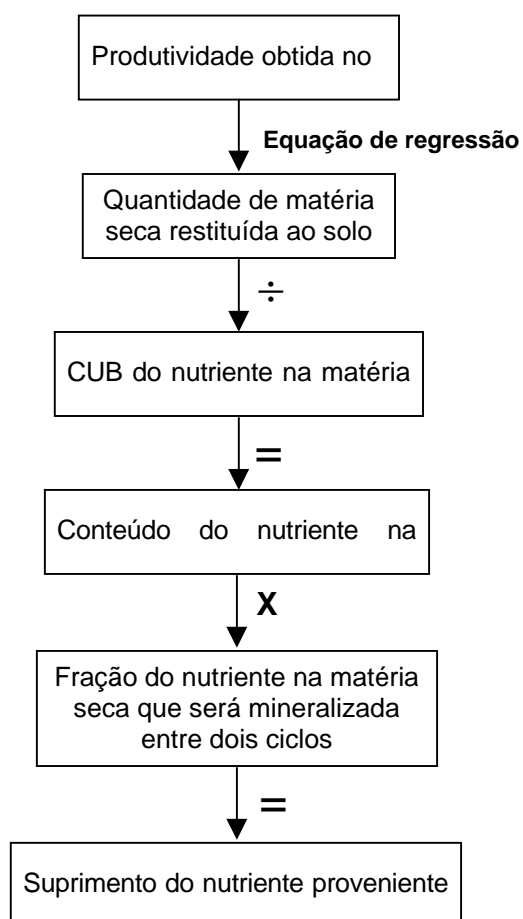 Produtividade obtida no
Equação de regressão
Quantidade de matéria
seca restituída ao solo
÷
CUB do nutriente na matéria
=
Conteúdo do nutriente na
X
Fração do nutriente na matéria
seca que será mineralizada
entre dois ciclos
=
Suprimento do nutriente proveniente